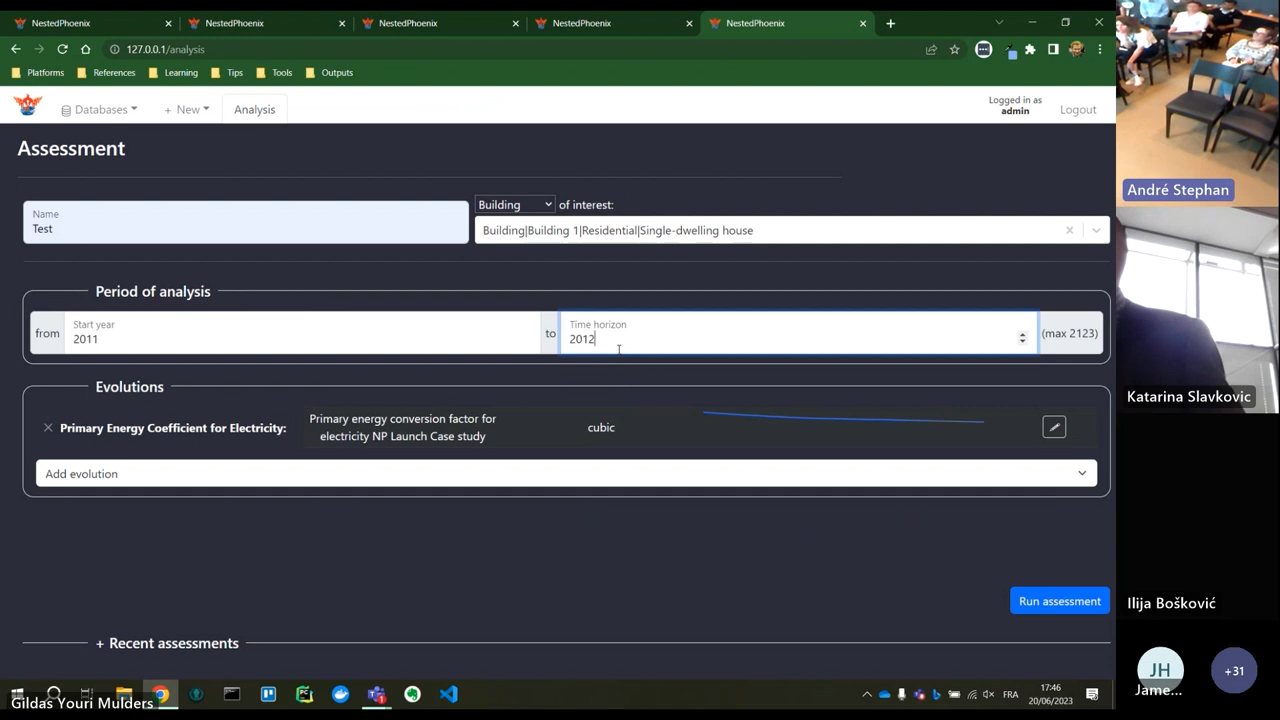 NestedPhoenix
NestedPhoenix
NestedPhoenix
NestedPhoenix
NestedPhoenix
127.0.0.1/analysis
Platforms
References
Learning
Tips
Tools
Outputs
Databases
+ New
Analysis
Logged in as
admin
Logout
Assessment
Name
Test
Building
of interest:
Building|Building 1|Residential|Single-dwelling house
Period of analysis
from
Start year
2011
to
Time horizon
2012
(max 2123)
Evolutions
Primary Energy Coefficient for Electricity:
Primary energy conversion factor for
electricity NP Launch Case study
cubic
Add evolution
Run assessment
+ Recent assessments
Gildas Youri Mulders
FRA
17:46
20/06/2023
André Stephan
Katarina Slavkovic
Ilija Bošković
JH
Jame...
+31